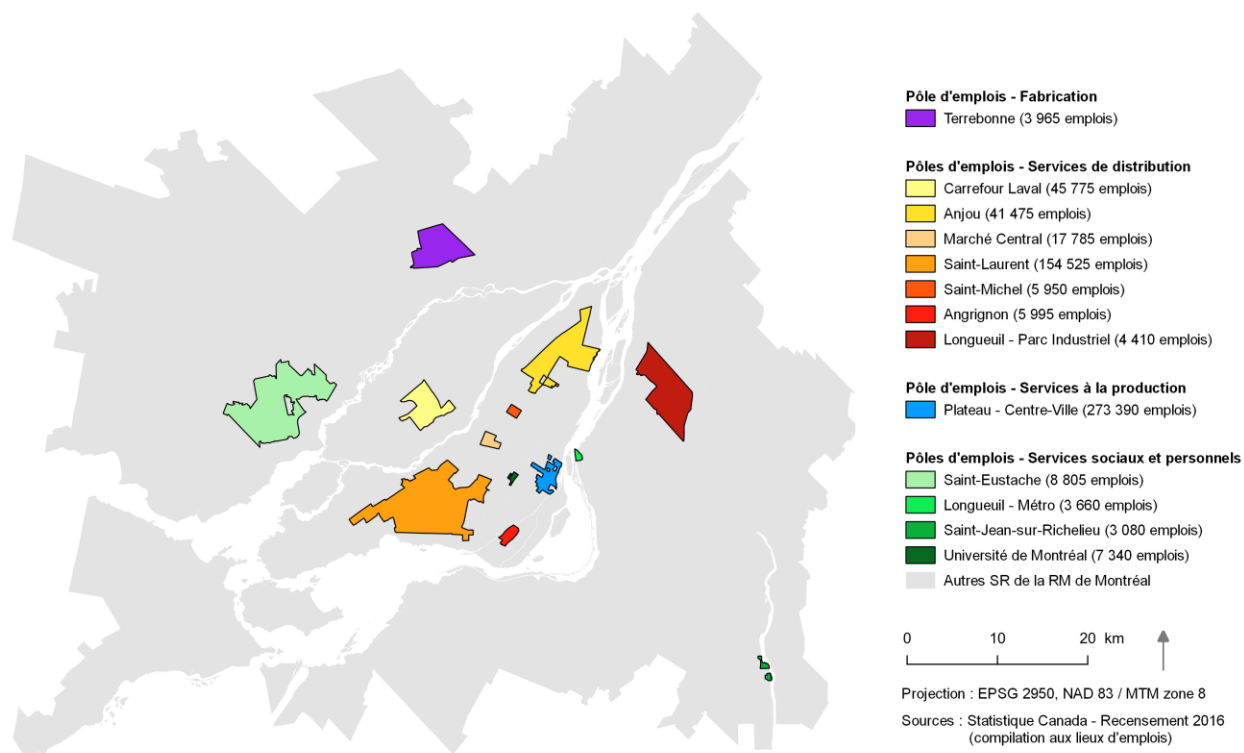 Pôle d'emplois - Fabrication
Terrebonne (3 965 emplois)
Pôles d'emplois - Services de distribution
Carrefour Laval (45 775 emplois)
Anjou (41 475 emplois)
Marché Central (17 785 emplois)
Saint-Laurent (154 525 emplois)
Saint-Michel (5 950 emplois)
Angrignon (5 995 emplois)
Longueuil - Parc Industriel (4 410 emplois)
Pôle d'emplois - Services à la production
Plateau - Centre-Ville (273 390 emplois)
Pôles d'emplois - Services sociaux et personnels
Saint-Eustache (8 805 emplois)
Longueuil - Métro (3 660 emplois)
Saint-Jean-sur-Richelieu (3 080 emplois)
Université de Montréal (7 340 emplois)
Autres SR de la RM de Montréal
0 10 20 km
Projection : EPSG 2950, NAD 83 / MTM zone 8
Sources : Statistique Canada - Recensement 2016
(compilation aux lieux d'emplois)